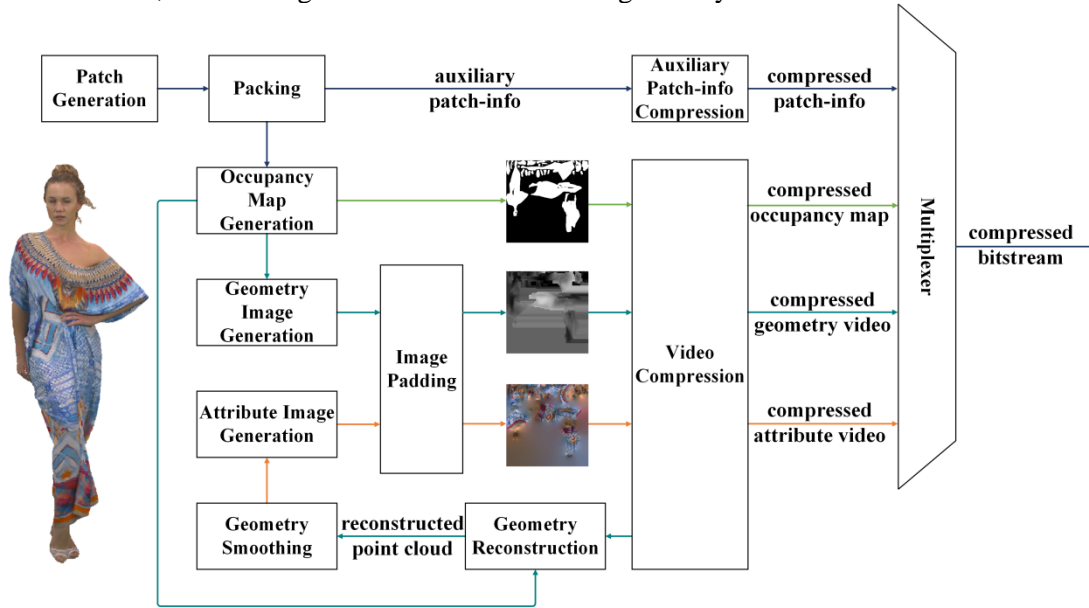 Patch
Generation
Packing
auxiliary
patch-info
Auxiliary
Patch-info
Compression
compressed
patch-info
Occupancy
Map
Generation
compressed
occupancy map
Multiplexer
compressed
bitstream
Geometry
Image
Generation
Image
Padding
Video
Compression
compressed
geometry video
Attribute Image
Generation
compressed
attribute video
Geometry
Smoothing
reconstructed
point cloud
Geometry
Reconstruction